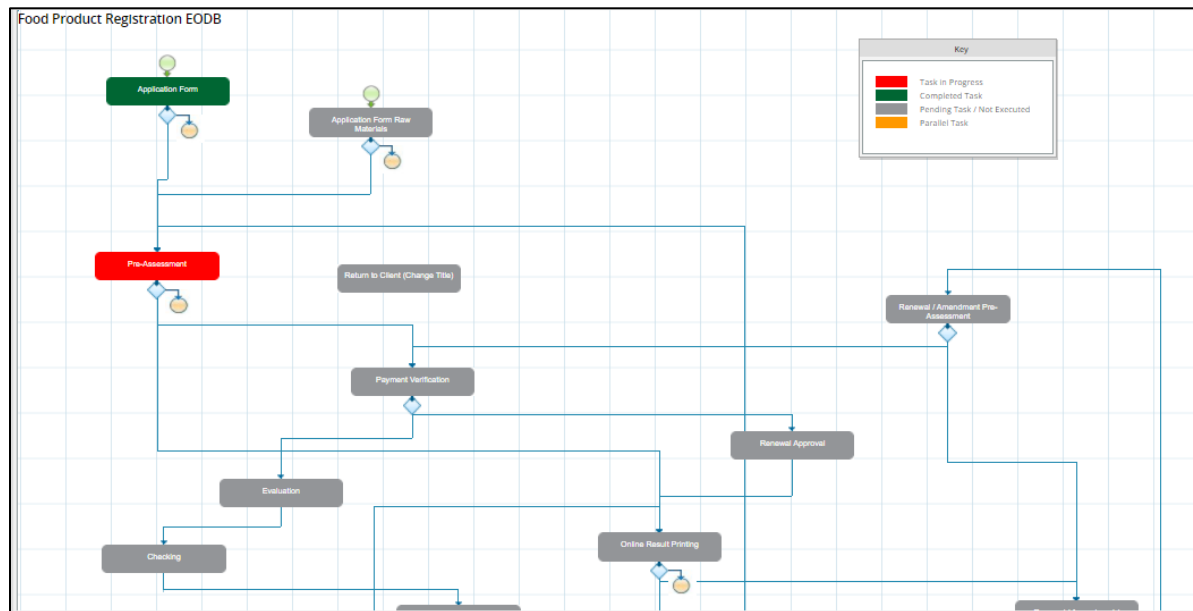 Food Product Registration EODB
Key
Task in Progress
Completed Task
Pending Task / Not Executed
Parallel Task
Application Form
Application Form Raw
Materials
Pre-Assessment
Return to Client (Change Title)
Renewal / Amendment Pre-
Assessment
Payment Verification
Renewal Approval
Evaluation
Online Result Printing
Checking